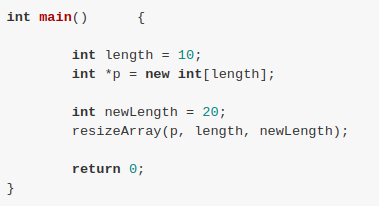 int main()      {
        int length = 10;
        int *p = new int[length];
        int newLength = 20;
        resizeArray(p, length, newLength);
        return 0;
}